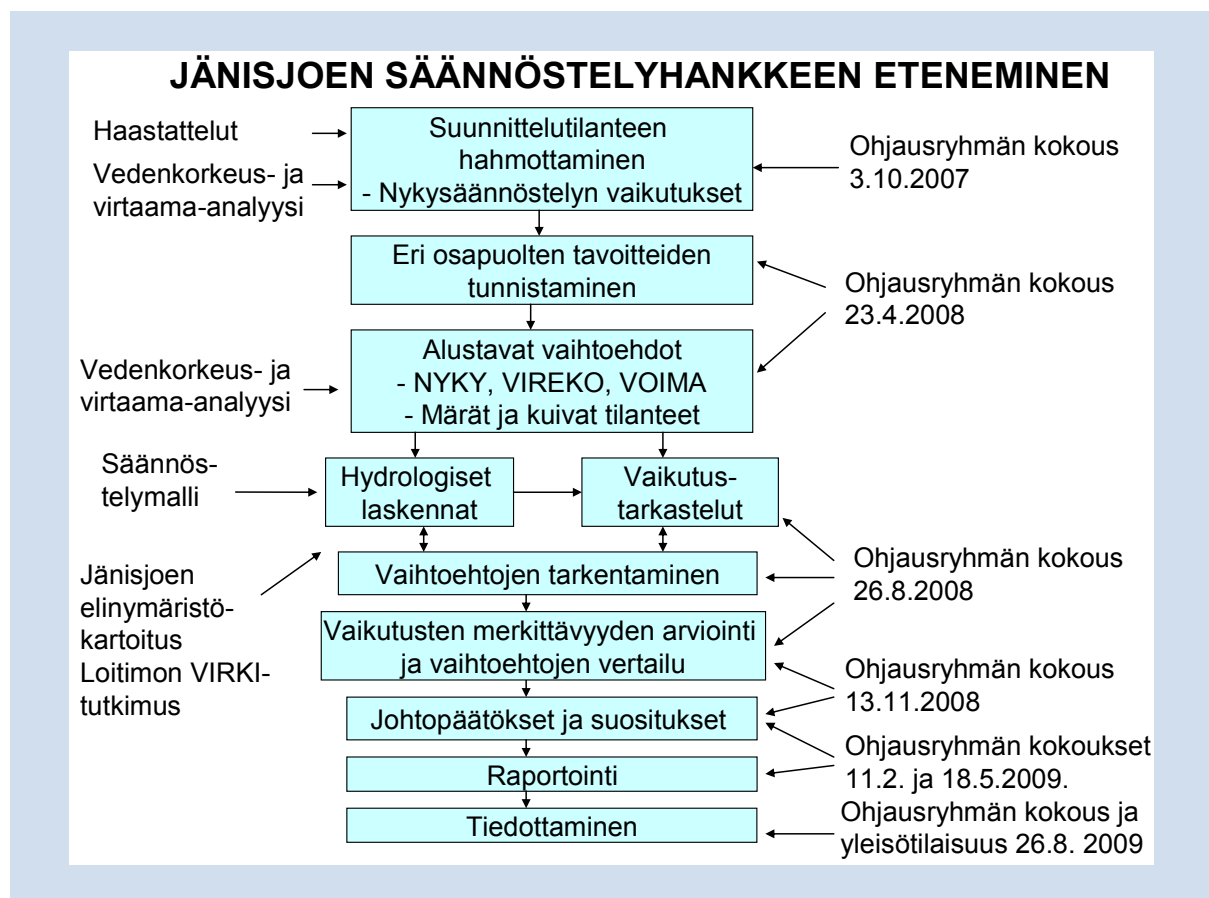 JÄNISJOEN SÄÄNNÖSTELYHANKKEEN ETENEMINEN
Haastattelut
Vedenkorkeus- ja
virtaama-analyysi
Suunnittelutilanteen
hahmottaminen
- Nykysäännöstelyn vaikutukset
Ohjausryhmän kokous
3.10.2007
Eri osapuolten tavoitteiden
tunnistaminen
Ohjausryhmän kokous
23.4.2008
Vedenkorkeus- ja
virtaama-analyysi
Alustavat vaihtoehdot
- NYKY, VIREKO, VOIMA
- Märät ja kuivat tilanteet
Säännös-
telymalli
Hydrologiset
laskennat
Vaikutus-
tarkastelut
Jänisjoen
elinymäristö-
kartoitus
Loitimon VIRKI-
tutkimus
Vaihtoehtojen tarkentaminen
Ohjausryhmän kokous
26.8.2008
Vaikutusten merkittävyyden arviointi
ja vaihtoehtojen vertailu
Ohjausryhmän kokous
13.11.2008
Johtopäätökset ja suositukset
Ohjausryhmän kokoukset
11.2. ja 18.5.2009.
Raportointi
Tiedottaminen
Ohjausryhmän kokous ja
yleisötilaisuus 26.8. 2009